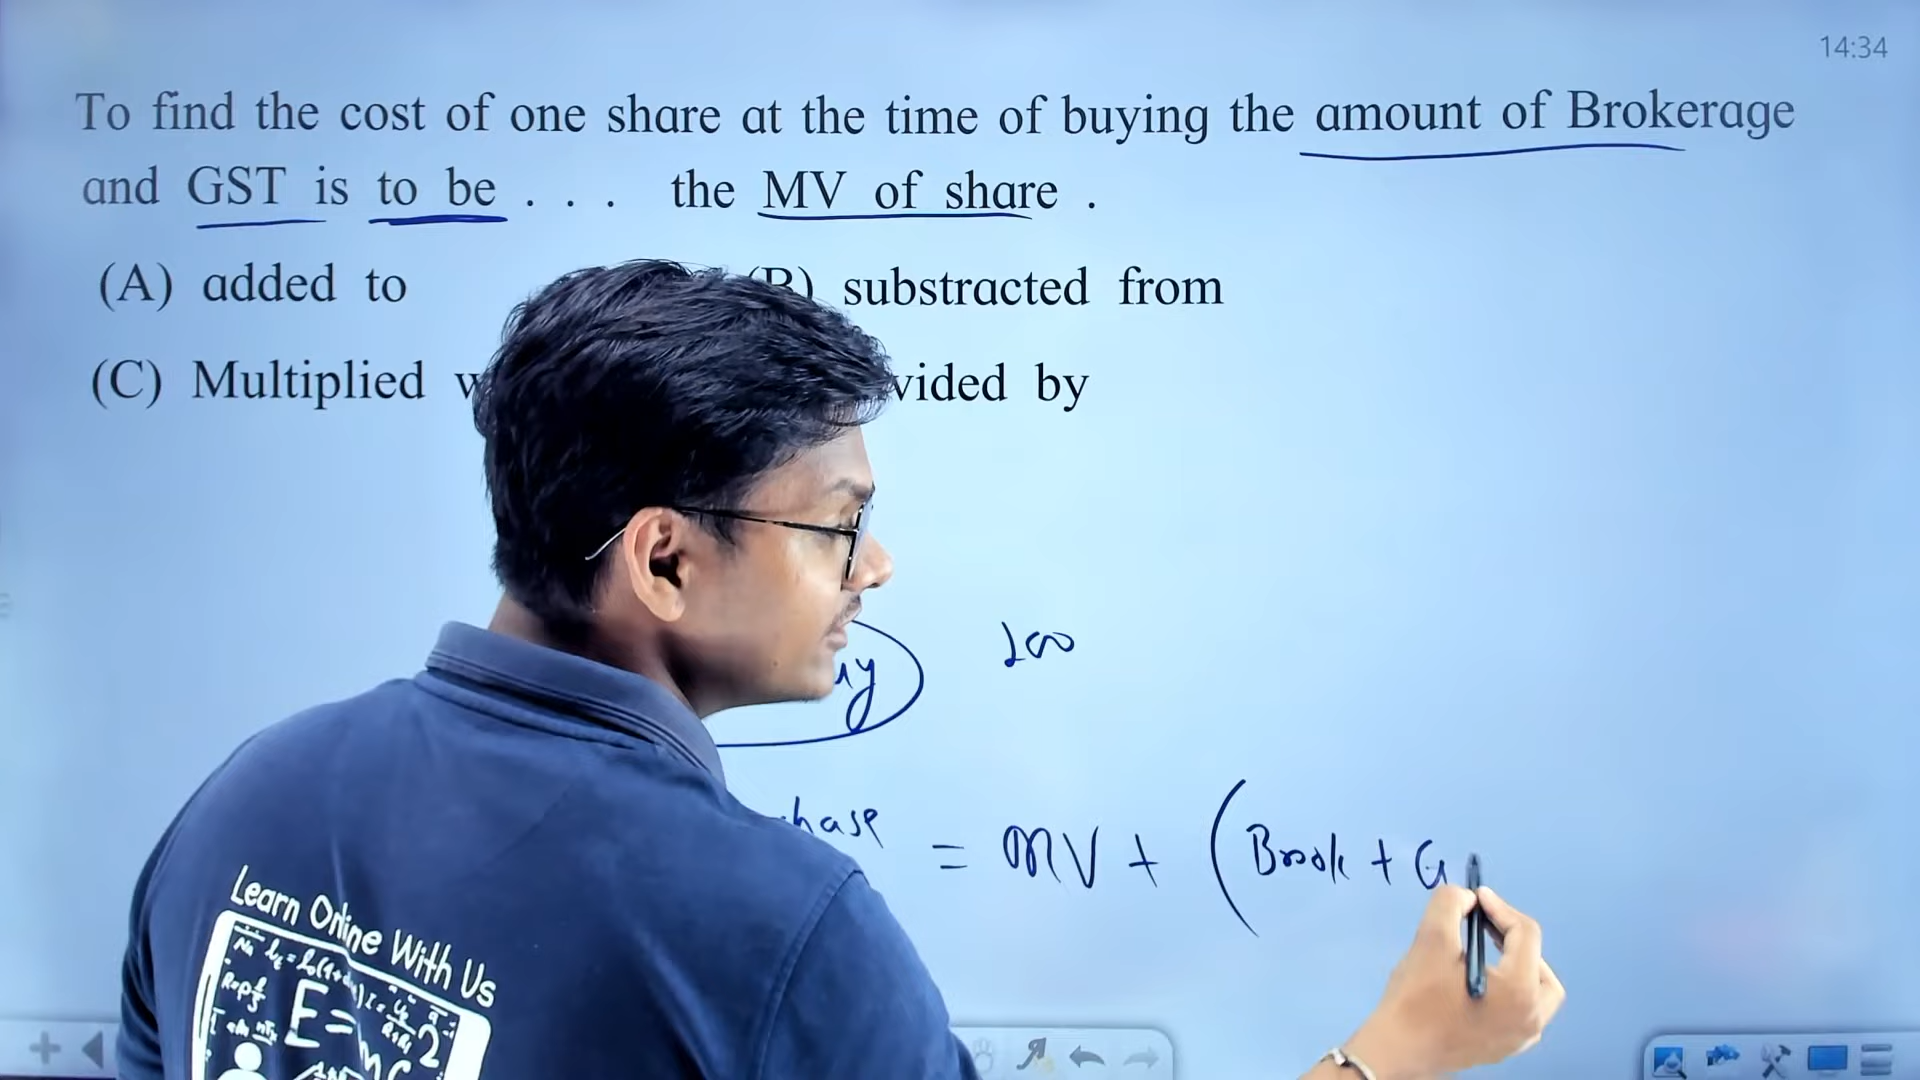 14:34
To find the cost of one share at the time of buying the amount of Brokerage
and GST is to be . . . the MV of share .
(A) added to
substracted from
(C) Multiplied
by
100
= MV + (Brok + G
Learn Online With Us
E=